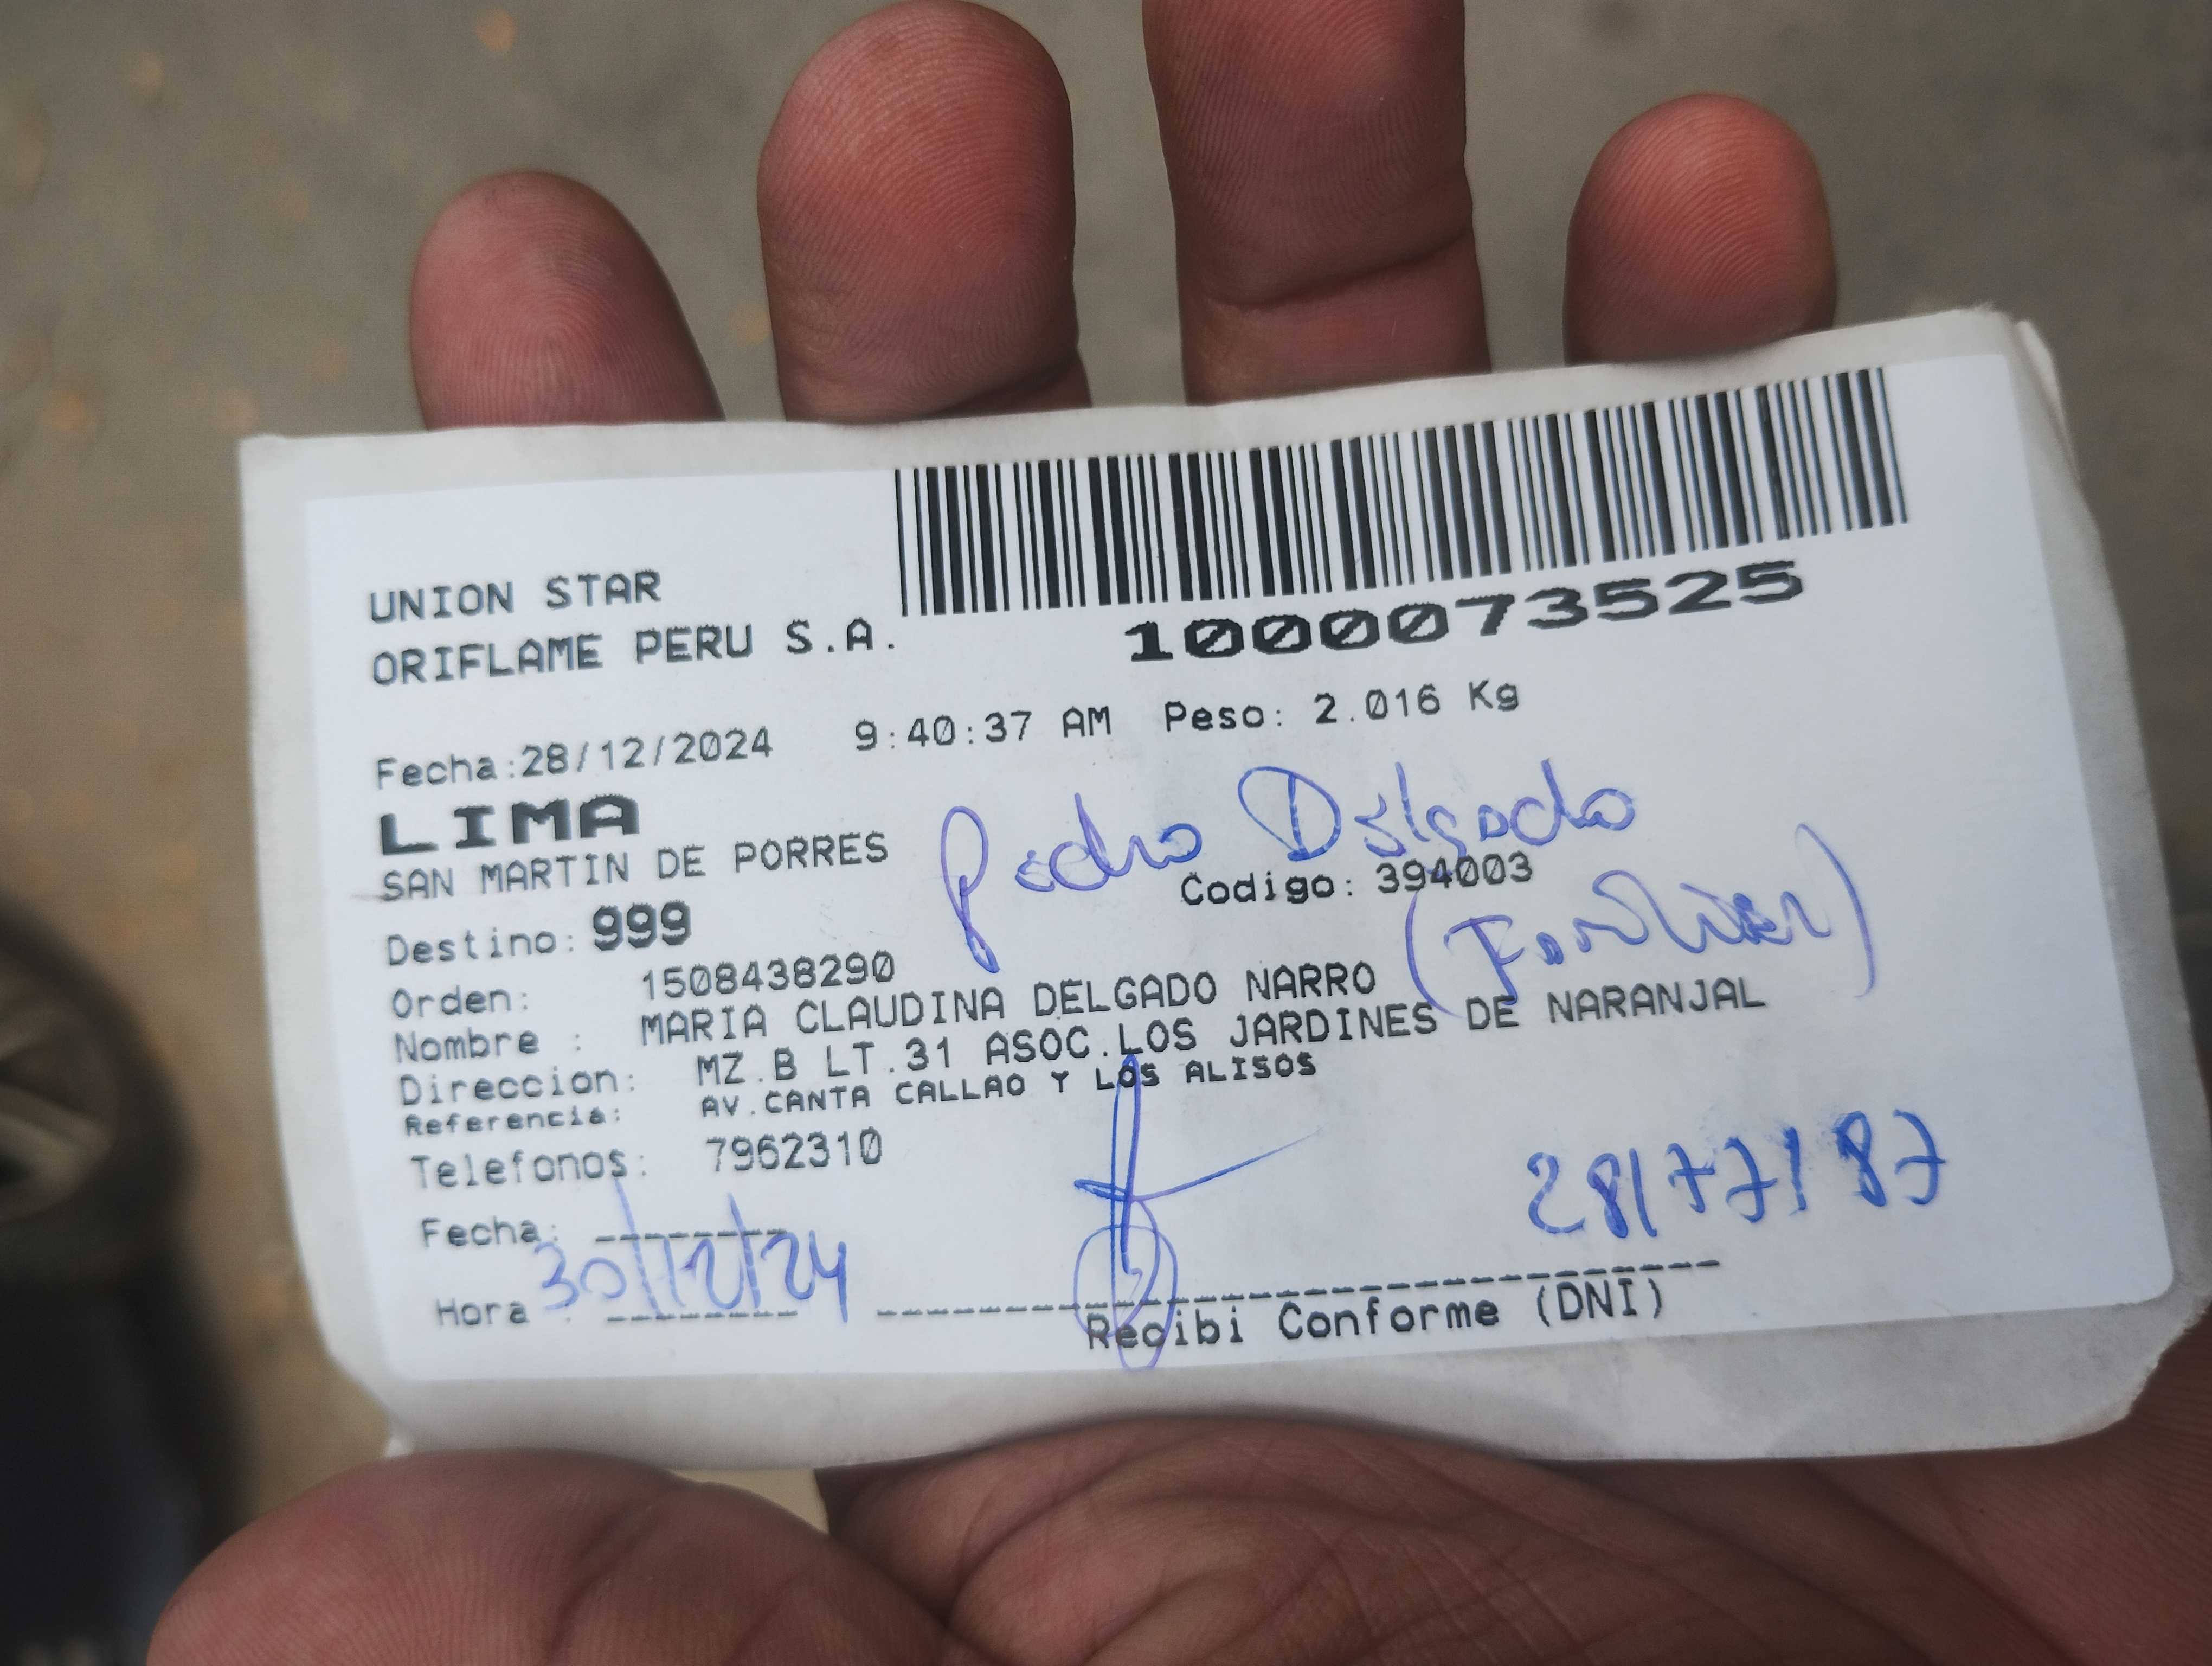 UNION STAR
ORIFLAME PERU S.A.
1000073525
Fecha:28/12/2024 9:40:37 AM Peso: 2.016 Kg
LIMA
SAN MARTIN DE PORRES
Pedro Delgado
Codigo: 394003
(Familiar)
Destino: 999
Orden: 1508438290
Nombre : MARIA CLAUDINA DELGADO NARRO
Direccion: MZ.B LT.31 ASOC.LOS JARDINES DE NARANJAL
Referencia: AV.CANTA CALLAO Y LOS ALISOS
Telefonos: 7962310
Fecha:
30/12/24
Hora :
Recibi Conforme (DNI)